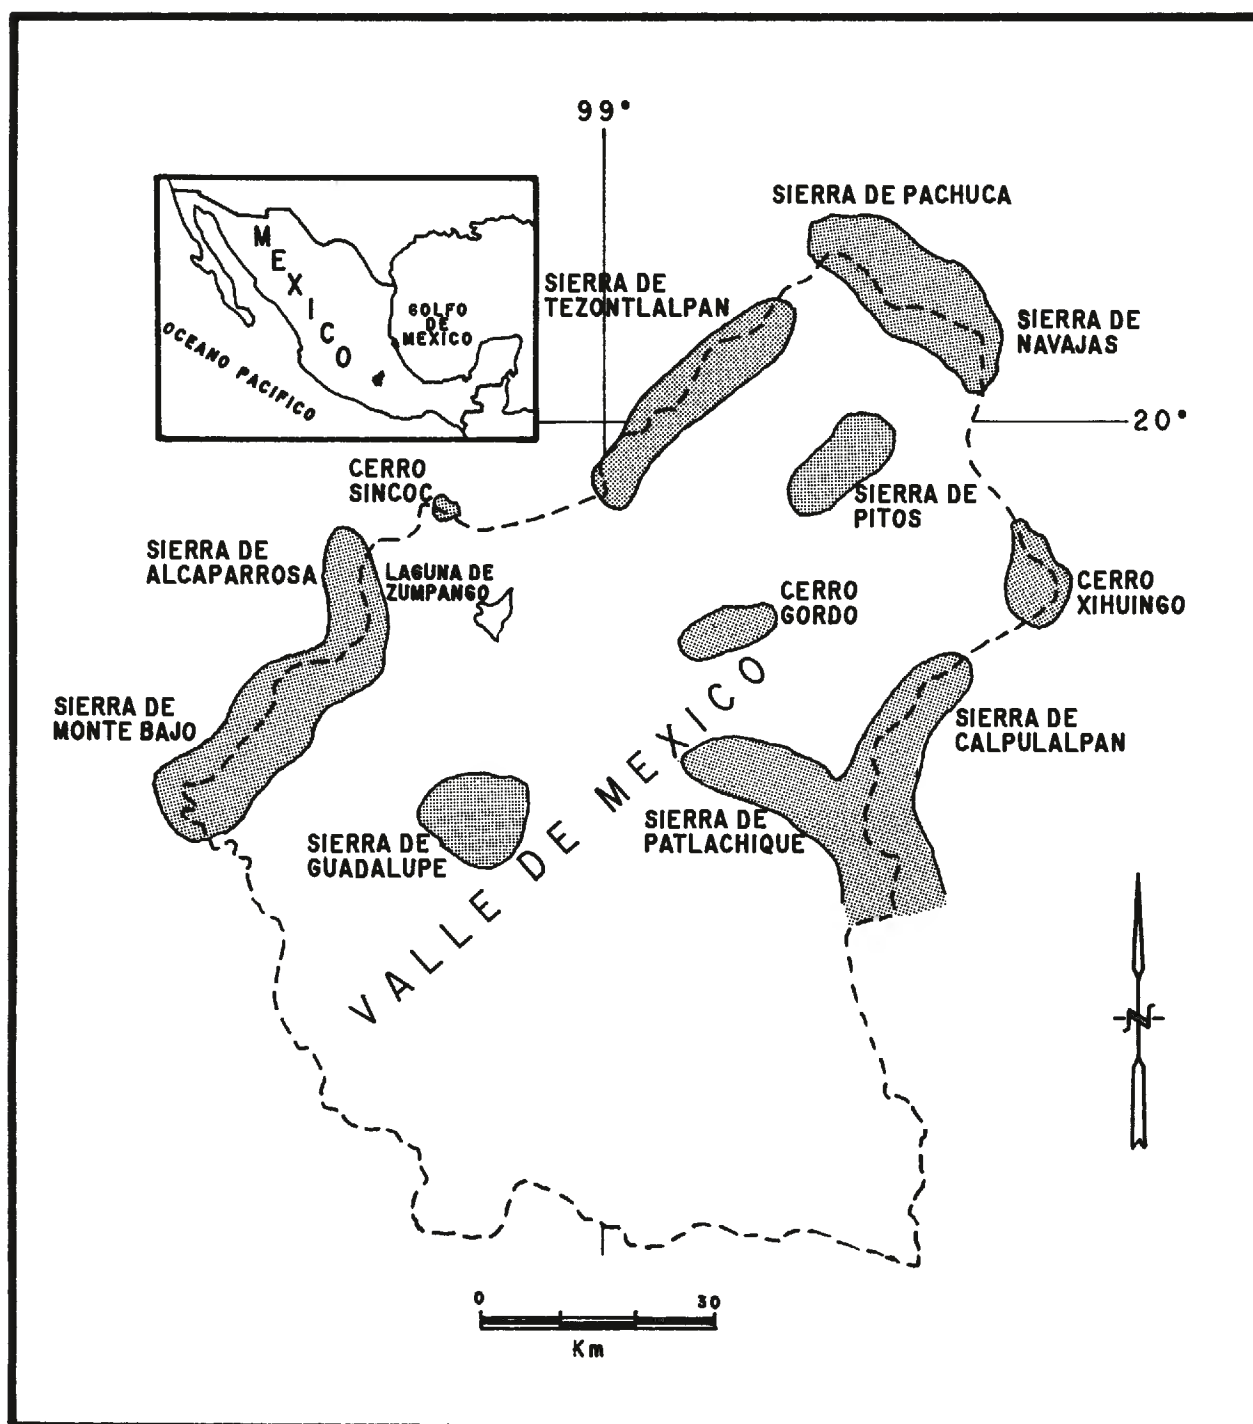 99°
SIERRA DE PACHUCA
MEXICO
GOLFO
DE
MEXICO
OCEANO PACIFICO
SIERRA DE
TEZONTLALPAN
SIERRA DE
NAVAJAS
20°
CERRO
SINCOC
SIERRA DE
PITOS
SIERRA DE
ALCAPARROSA
LAGUNA DE
ZUMPANGO
CERRO
GORDO
CERRO
XIHUINGO
SIERRA DE
MONTE BAJO
SIERRA DE
CALPULALPAN
SIERRA DE
PATLACHIQUE
SIERRA DE
GUADALUPE
VALLE DE MEXICO
N
0 30
Km